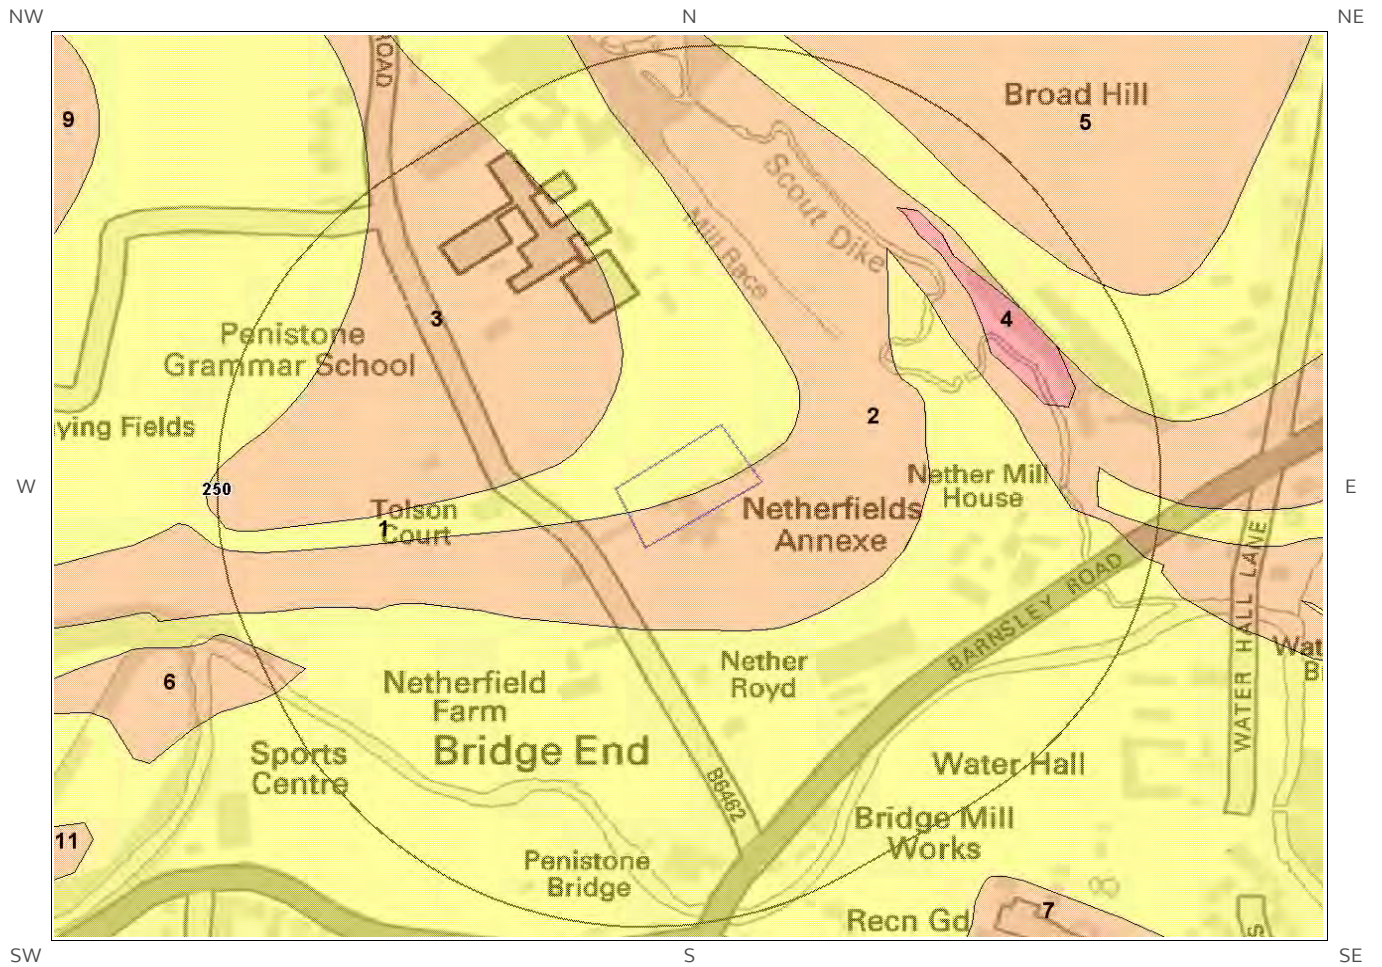 NW
N
NE
ROAD
9
Broad Hill
5
Scout Dike
Mill Race
3
4
Penistone
Grammar School
2
ying Fields
W
250
Nether Mill
House
E
Tolson
Court
1
Netherfields
Annexe
BARNSLEY ROAD
WATER HALL LANE
Wat
B
6
Nether
Royd
Netherfield
Farm
Sports
Centre
Bridge End
B6462
Water Hall
11
Bridge Mill
Works
Penistone
Bridge
Recn Gd
7
S
SW
S
SE